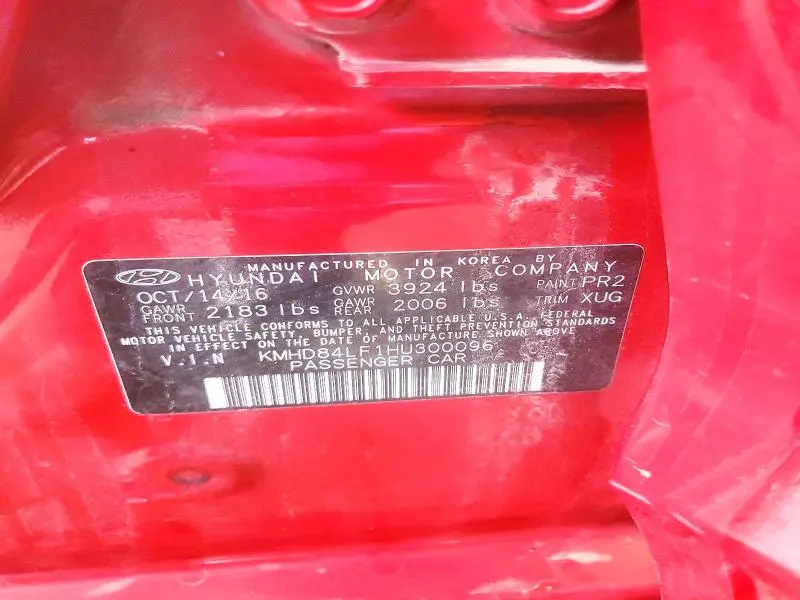 MANUFACTURED IN KOREA BY
HYUNDAI MOTOR COMPANY
OCT/14/16 GVWR 3924 lbs PAINT PR2
GAWR FRONT 2183 lbs GAWR REAR 2006 lbs TRIM XUG
THIS VEHICLE CONFORMS TO ALL APPLICABLE U.S.A. FEDERAL
MOTOR VEHICLE SAFETY, BUMPER, AND THEFT PREVENTION STANDARDS
IN EFFECT ON THE DATE OF MANUFACTURE SHOWN ABOVE
V.I.N KMHD84LF1HU300096
PASSENGER CAR